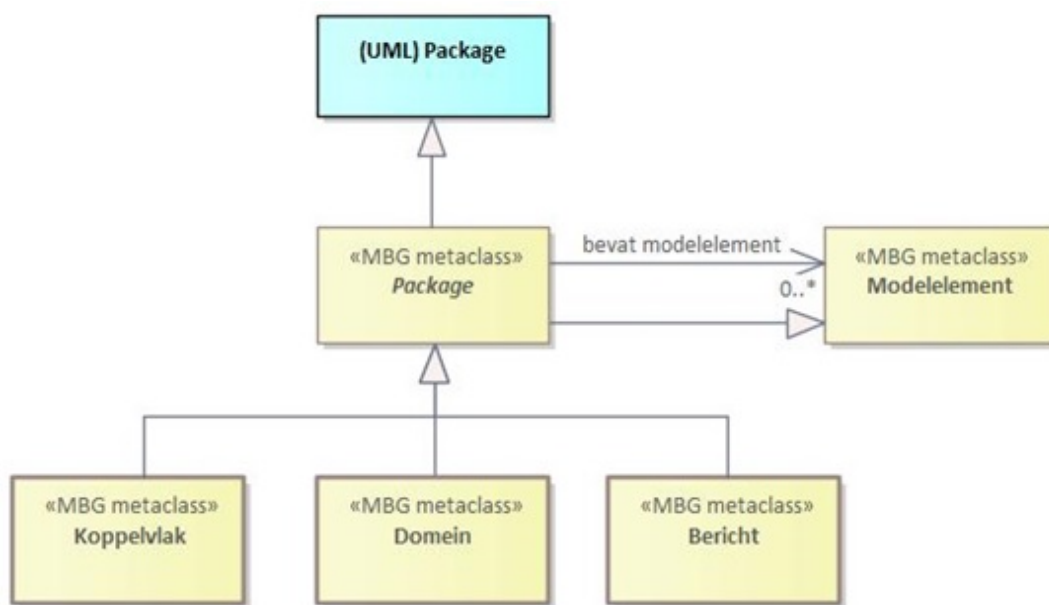 (UML) Package
«MBG metaclass»
Package
bevat modelelement
0..*
«MBG metaclass»
Modelelement
«MBG metaclass»
Koppelvlak
«MBG metaclass»
Domein
«MBG metaclass»
Bericht